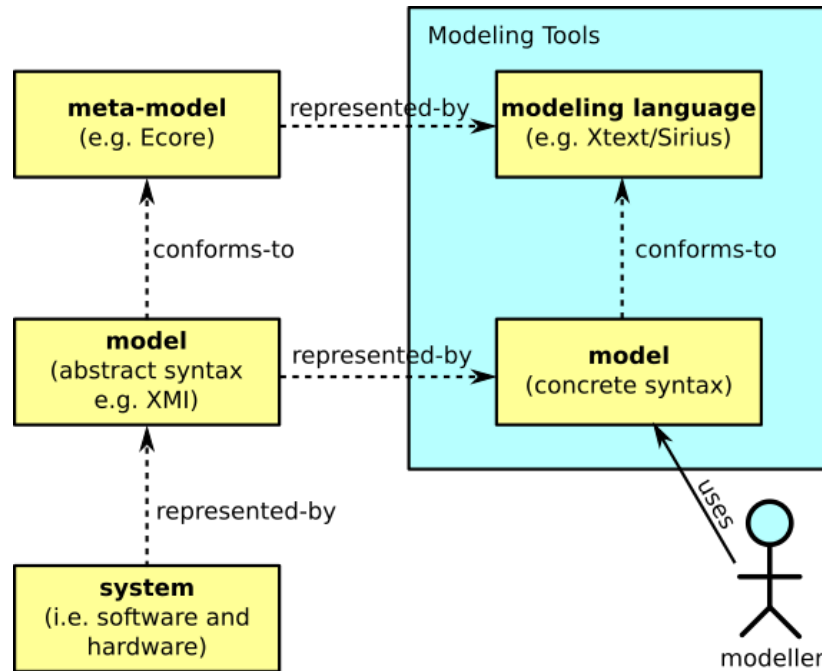 Modeling Tools
meta-model
(e.g. Ecore)
represented-by
modeling language
(e.g. Xtext/Sirius)
conforms-to
conforms-to
model
(abstract syntax
e.g. XMI)
represented-by
model
(concrete syntax)
uses
represented-by
system
(i.e. software and
hardware)
modeller